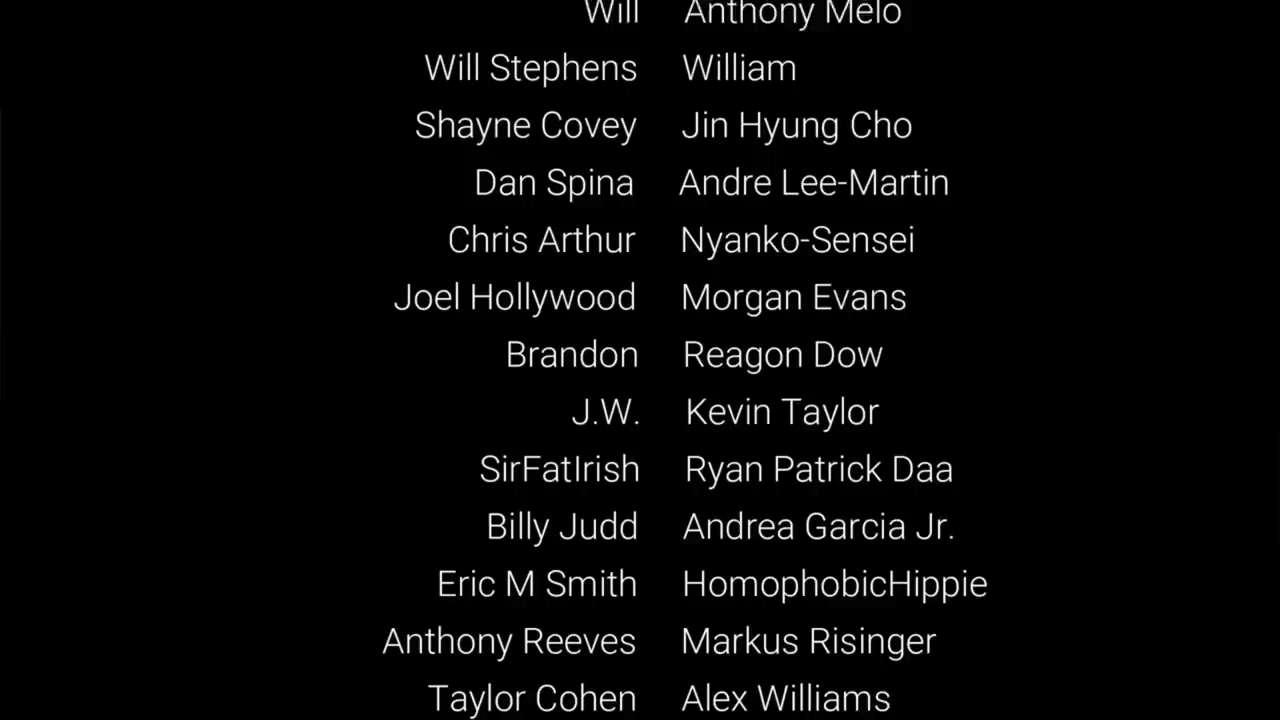 Will Anthony Melo
Will Stephens William
Shayne Covey Jin Hyung Cho
Dan Spina Andre Lee-Martin
Chris Arthur Nyanko-Sensei
Joel Hollywood Morgan Evans
Brandon Reagon Dow
J.W. Kevin Taylor
SirFatIrish Ryan Patrick Daa
Billy Judd Andrea Garcia Jr.
Eric M Smith HomophobicHippie
Anthony Reeves Markus Risinger
Taylor Cohen Alex Williams